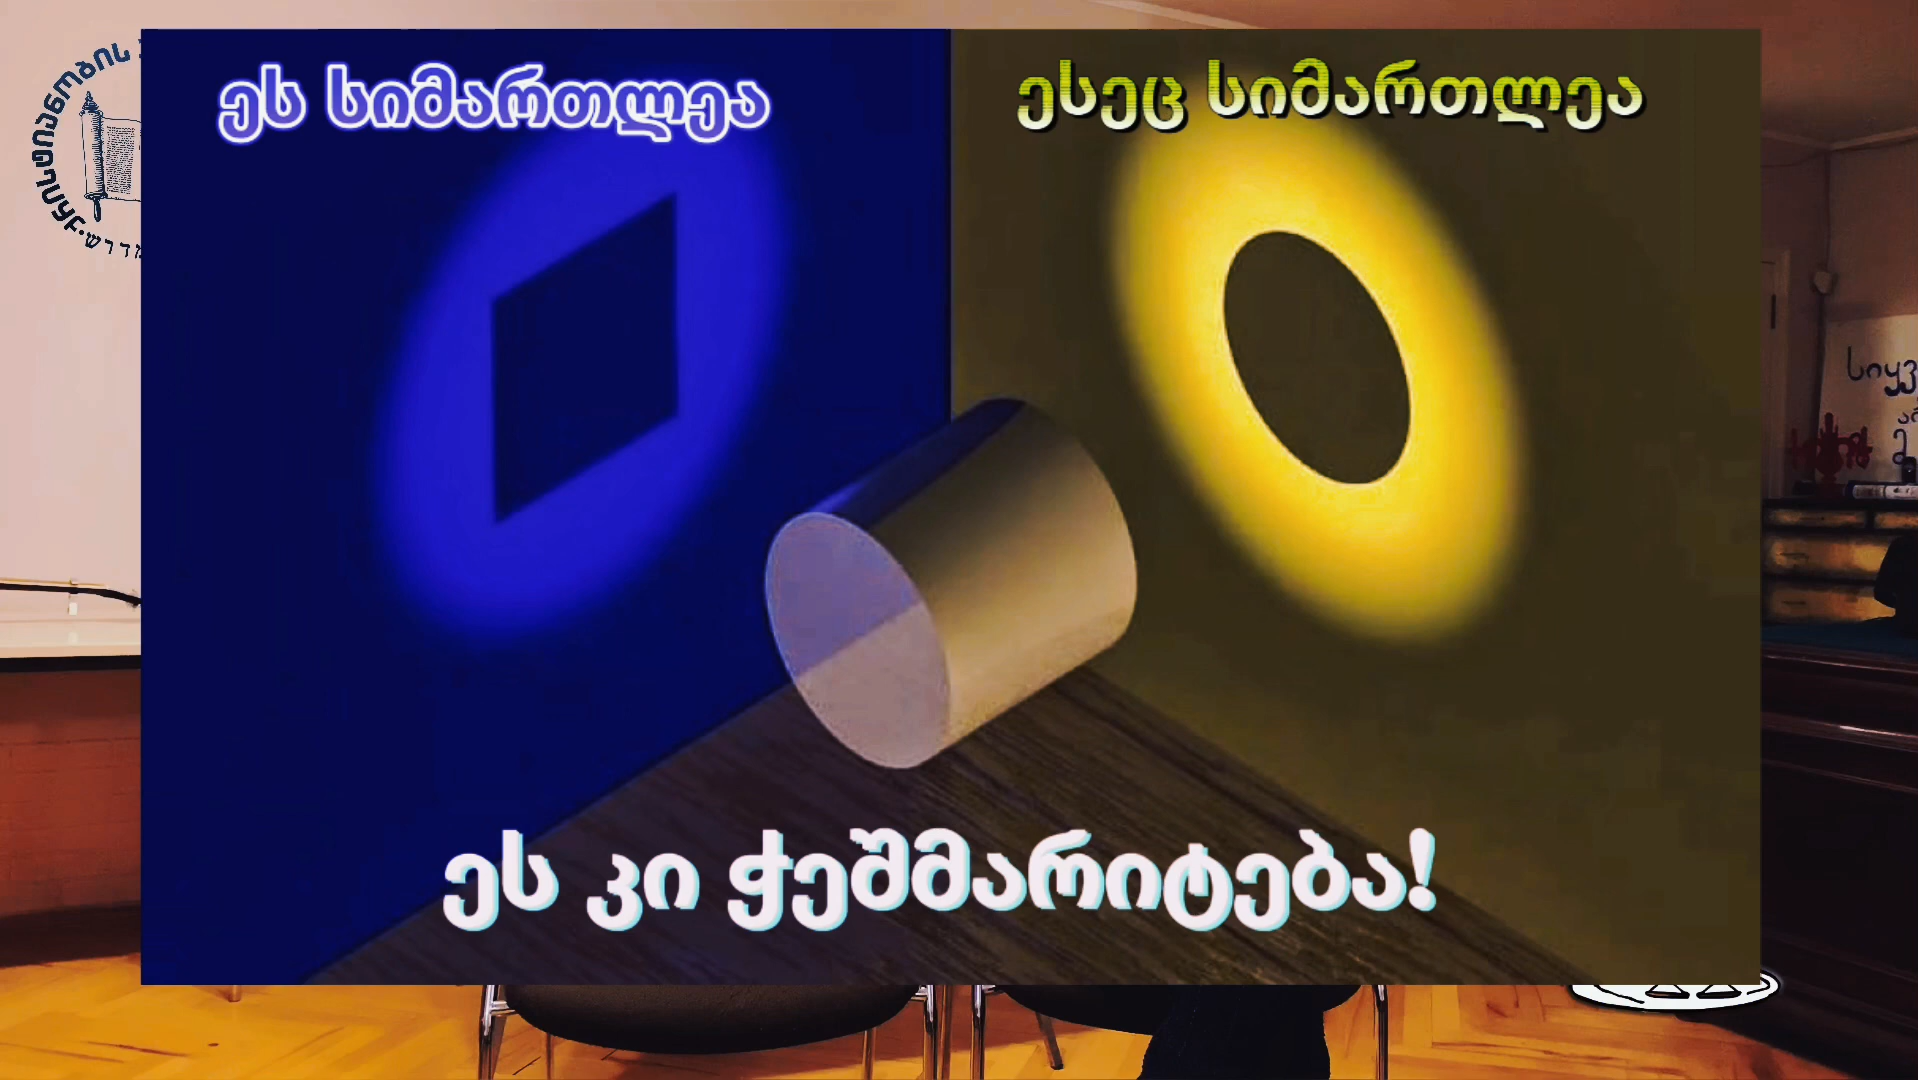 ეს სიმართლეა
ესეც სიმართლეა
ეს კი ჭეშმარიტება!